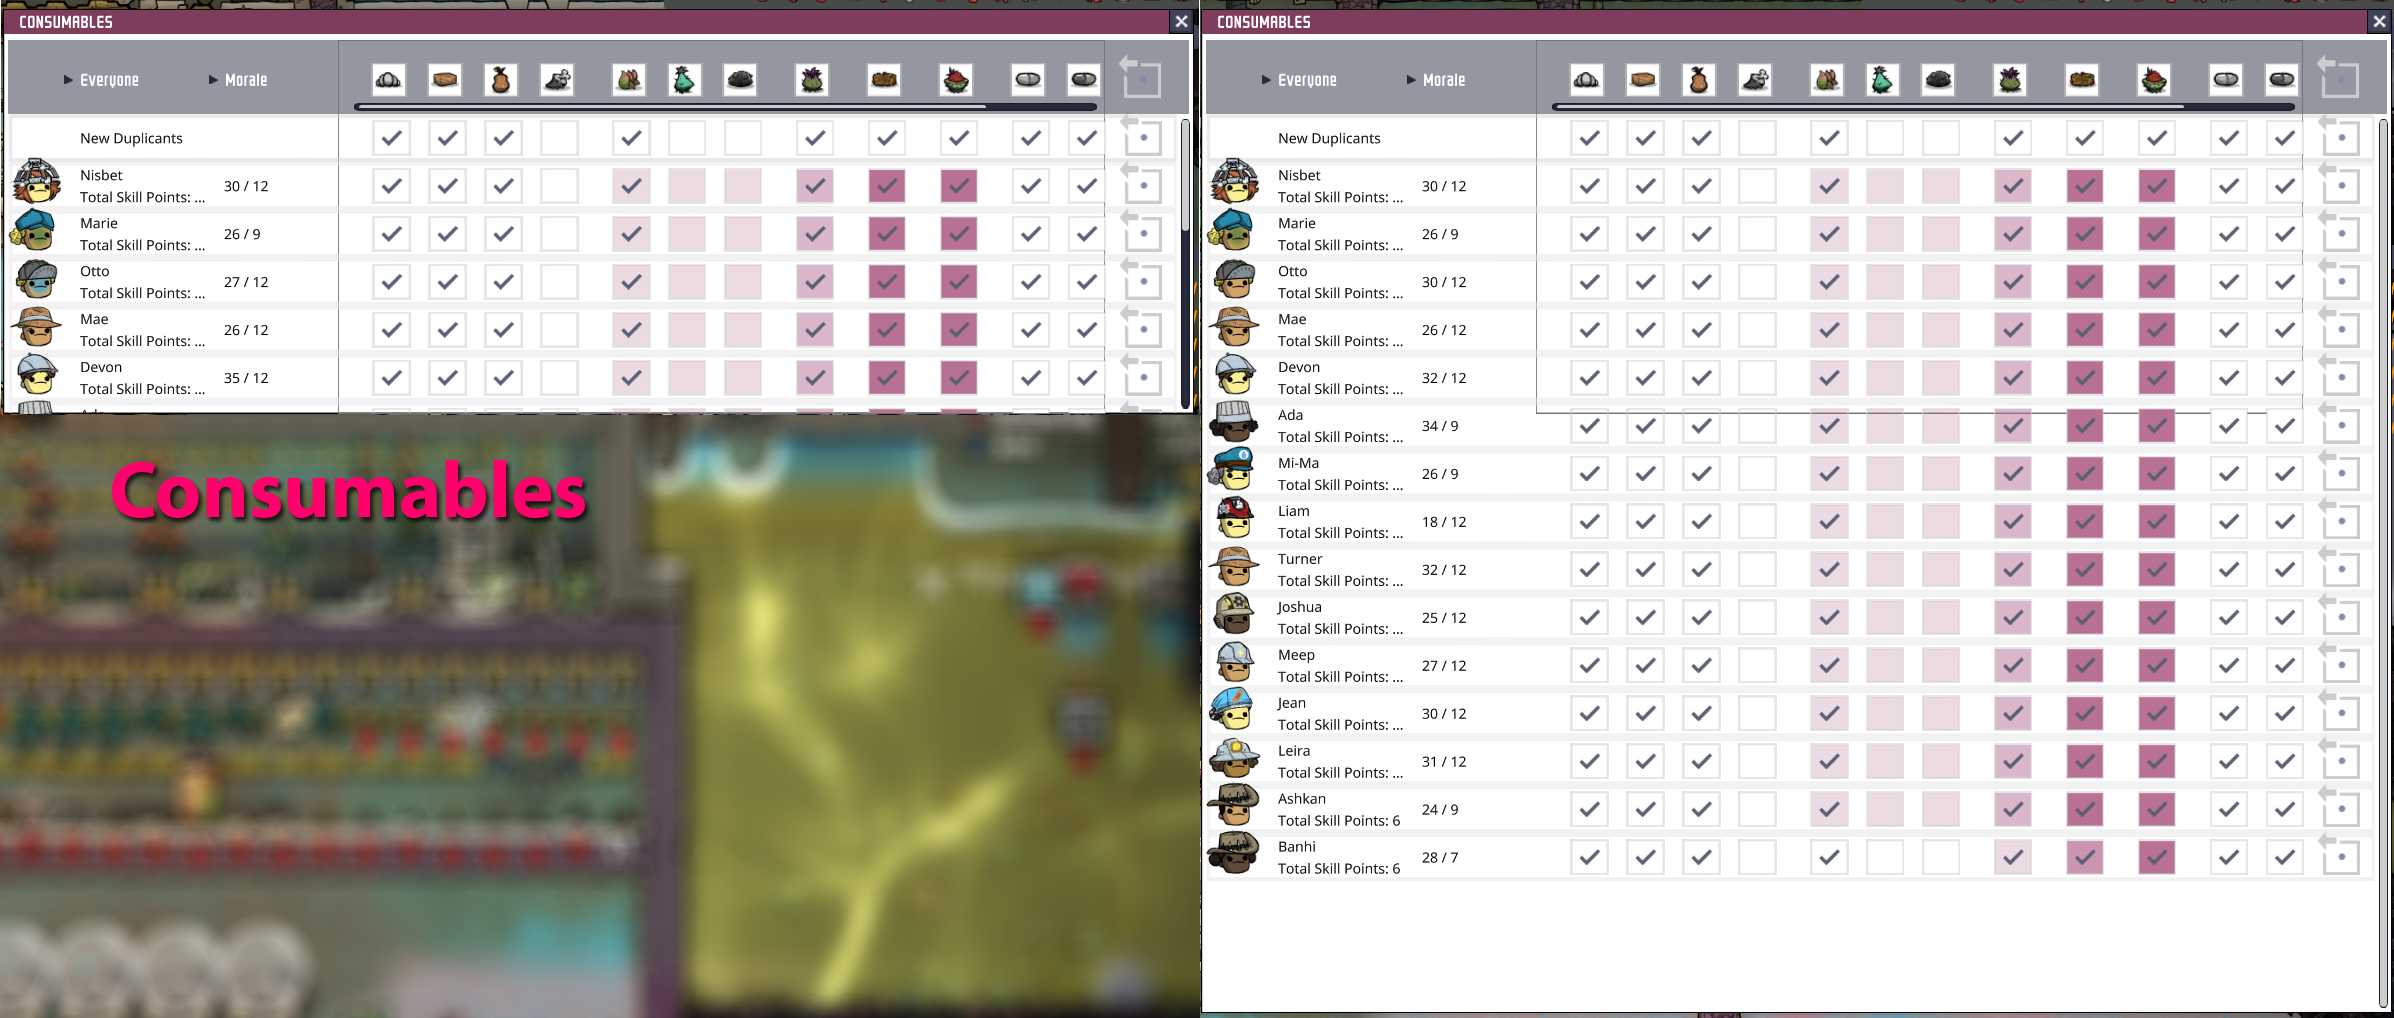 CONSUMABLES
Everyone Morale
New Duplicants
Nisbet
Total Skill Points: ...
30 / 12
Marie
Total Skill Points: ...
26 / 9
Otto
Total Skill Points: ...
27 / 12
Mae
Total Skill Points: ...
26 / 12
Devon
Total Skill Points: ...
35 / 12
Consumables
CONSUMABLES
Everyone Morale
New Duplicants
Nisbet
Total Skill Points: ...
30 / 12
Marie
Total Skill Points: ...
26 / 9
Otto
Total Skill Points: ...
30 / 12
Mae
Total Skill Points: ...
26 / 12
Devon
Total Skill Points: ...
32 / 12
Ada
Total Skill Points: ...
34 / 9
Mi-Ma
Total Skill Points: ...
26 / 9
Liam
Total Skill Points: ...
18 / 12
Turner
Total Skill Points: ...
32 / 12
Joshua
Total Skill Points: ...
25 / 12
Meep
Total Skill Points: ...
27 / 12
Jean
Total Skill Points: ...
30 / 12
Leira
Total Skill Points: ...
31 / 12
Ashkan
Total Skill Points: 6
24 / 9
Banhi
Total Skill Points: 6
28 / 7